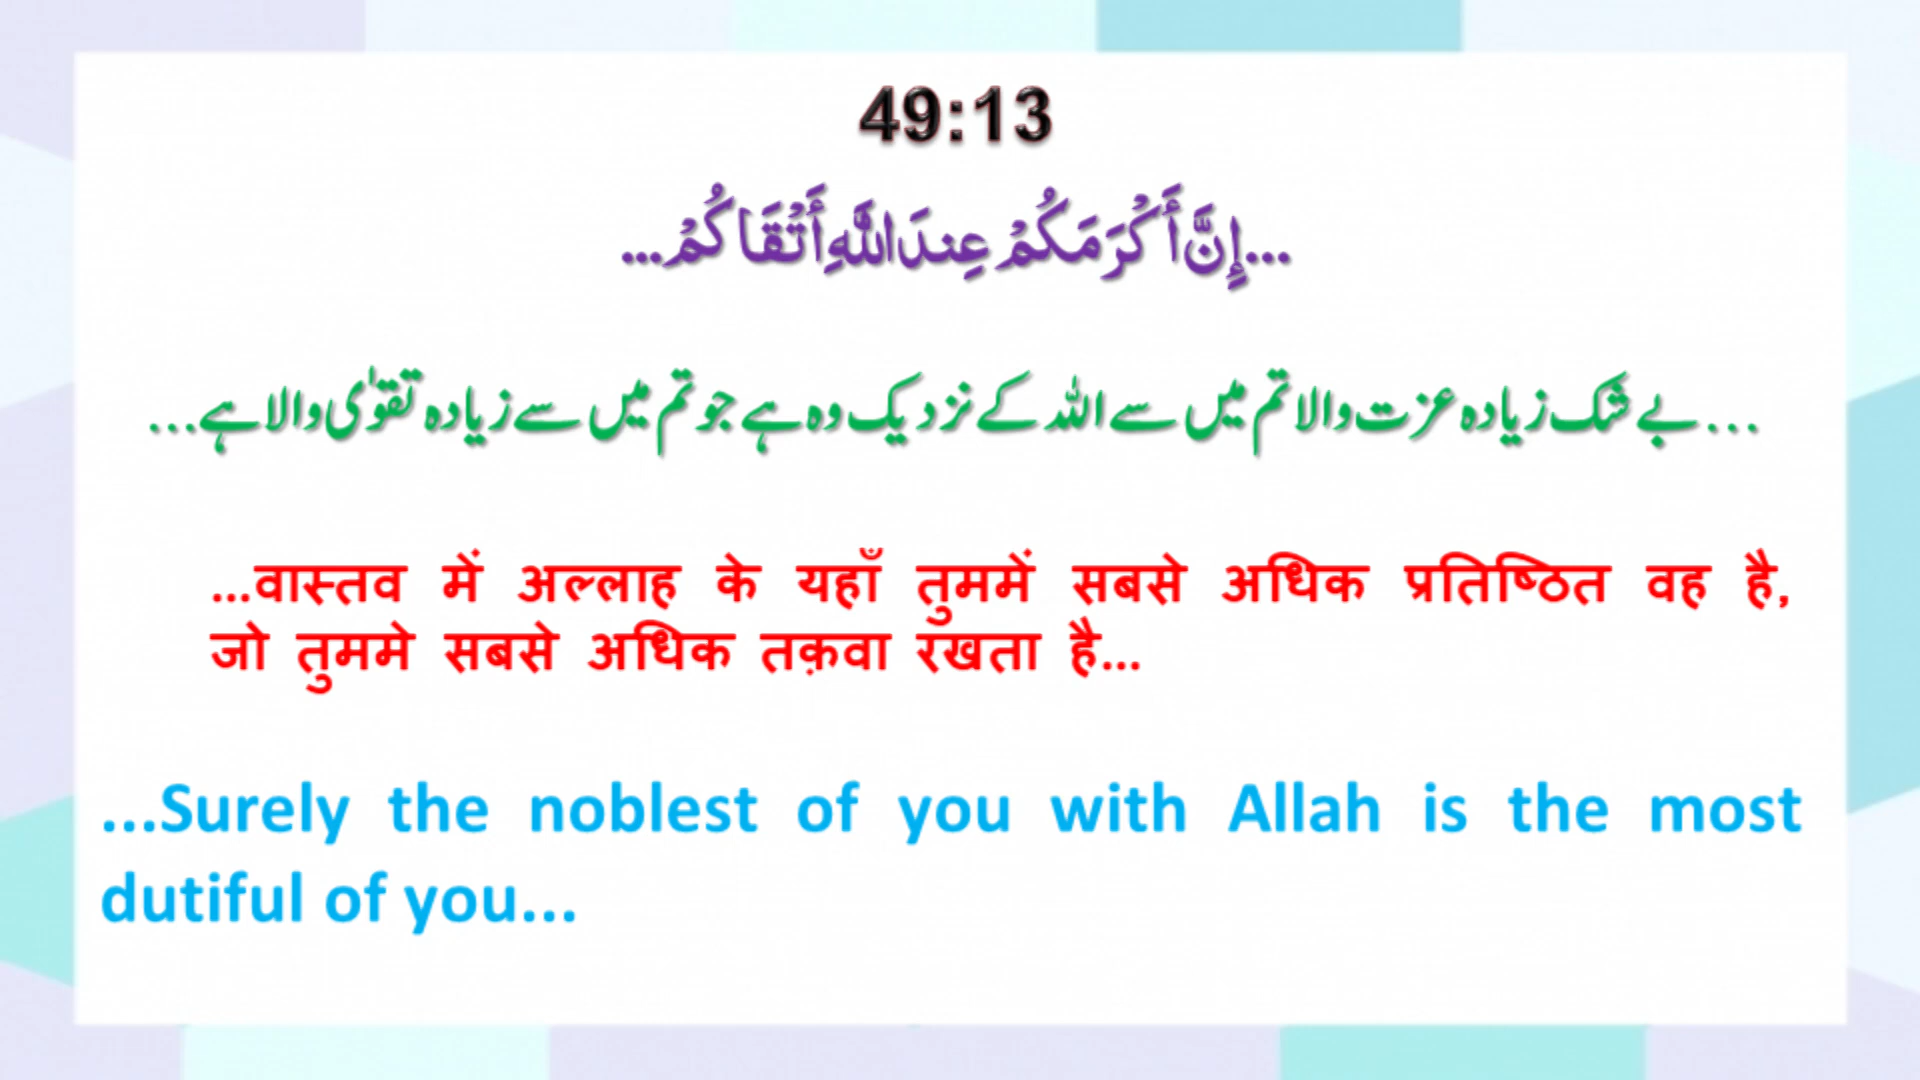 49:13
...إِنَّ أَكْرَمَكُمْ عِندَ اللَّهِ أَتْقَاكُمْ...
...بے شک زیادہ عزت والا تم میں سے اللہ کے نزدیک وہ ہے جو تم میں سے زیادہ تقوٰی والا ہے...
...वास्तव में अल्लाह के यहाँ तुममें सबसे अधिक प्रतिष्ठित वह है,
जो तुममे सबसे अधिक तक़वा रखता है...
...Surely the noblest of you with Allah is the most
dutiful of you...